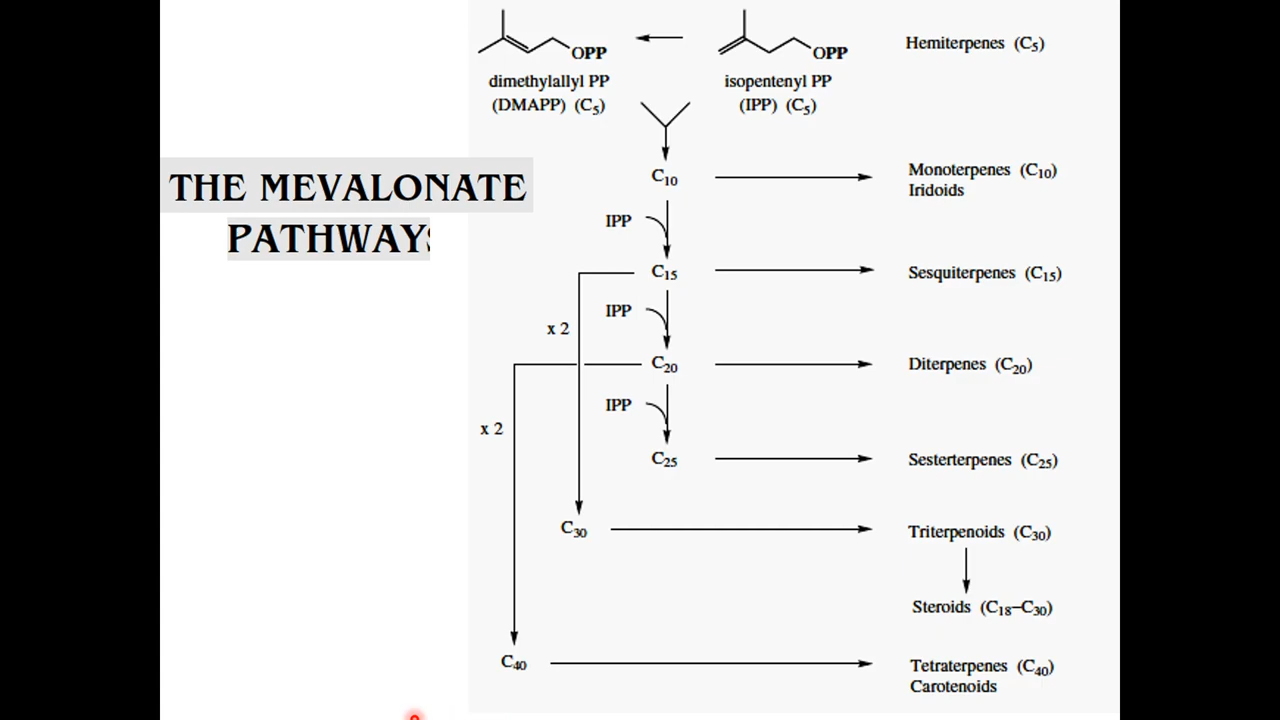 OPP
OPP
Hemiterpenes (C5)
dimethylallyl PP
isopentenyl PP
(DMAPP) (C5)
(IPP) (C5)
THE MEVALONATE
PATHWAYS
C10
Monoterpenes (C10)
Iridoids
IPP
C15
Sesquiterpenes (C15)
IPP
x 2
C20
Diterpenes (C20)
IPP
x 2
C25
Sesterterpenes (C25)
C30
Triterpenoids (C30)
Steroids (C18–C30)
C40
Tetraterpenes (C40)
Carotenoids